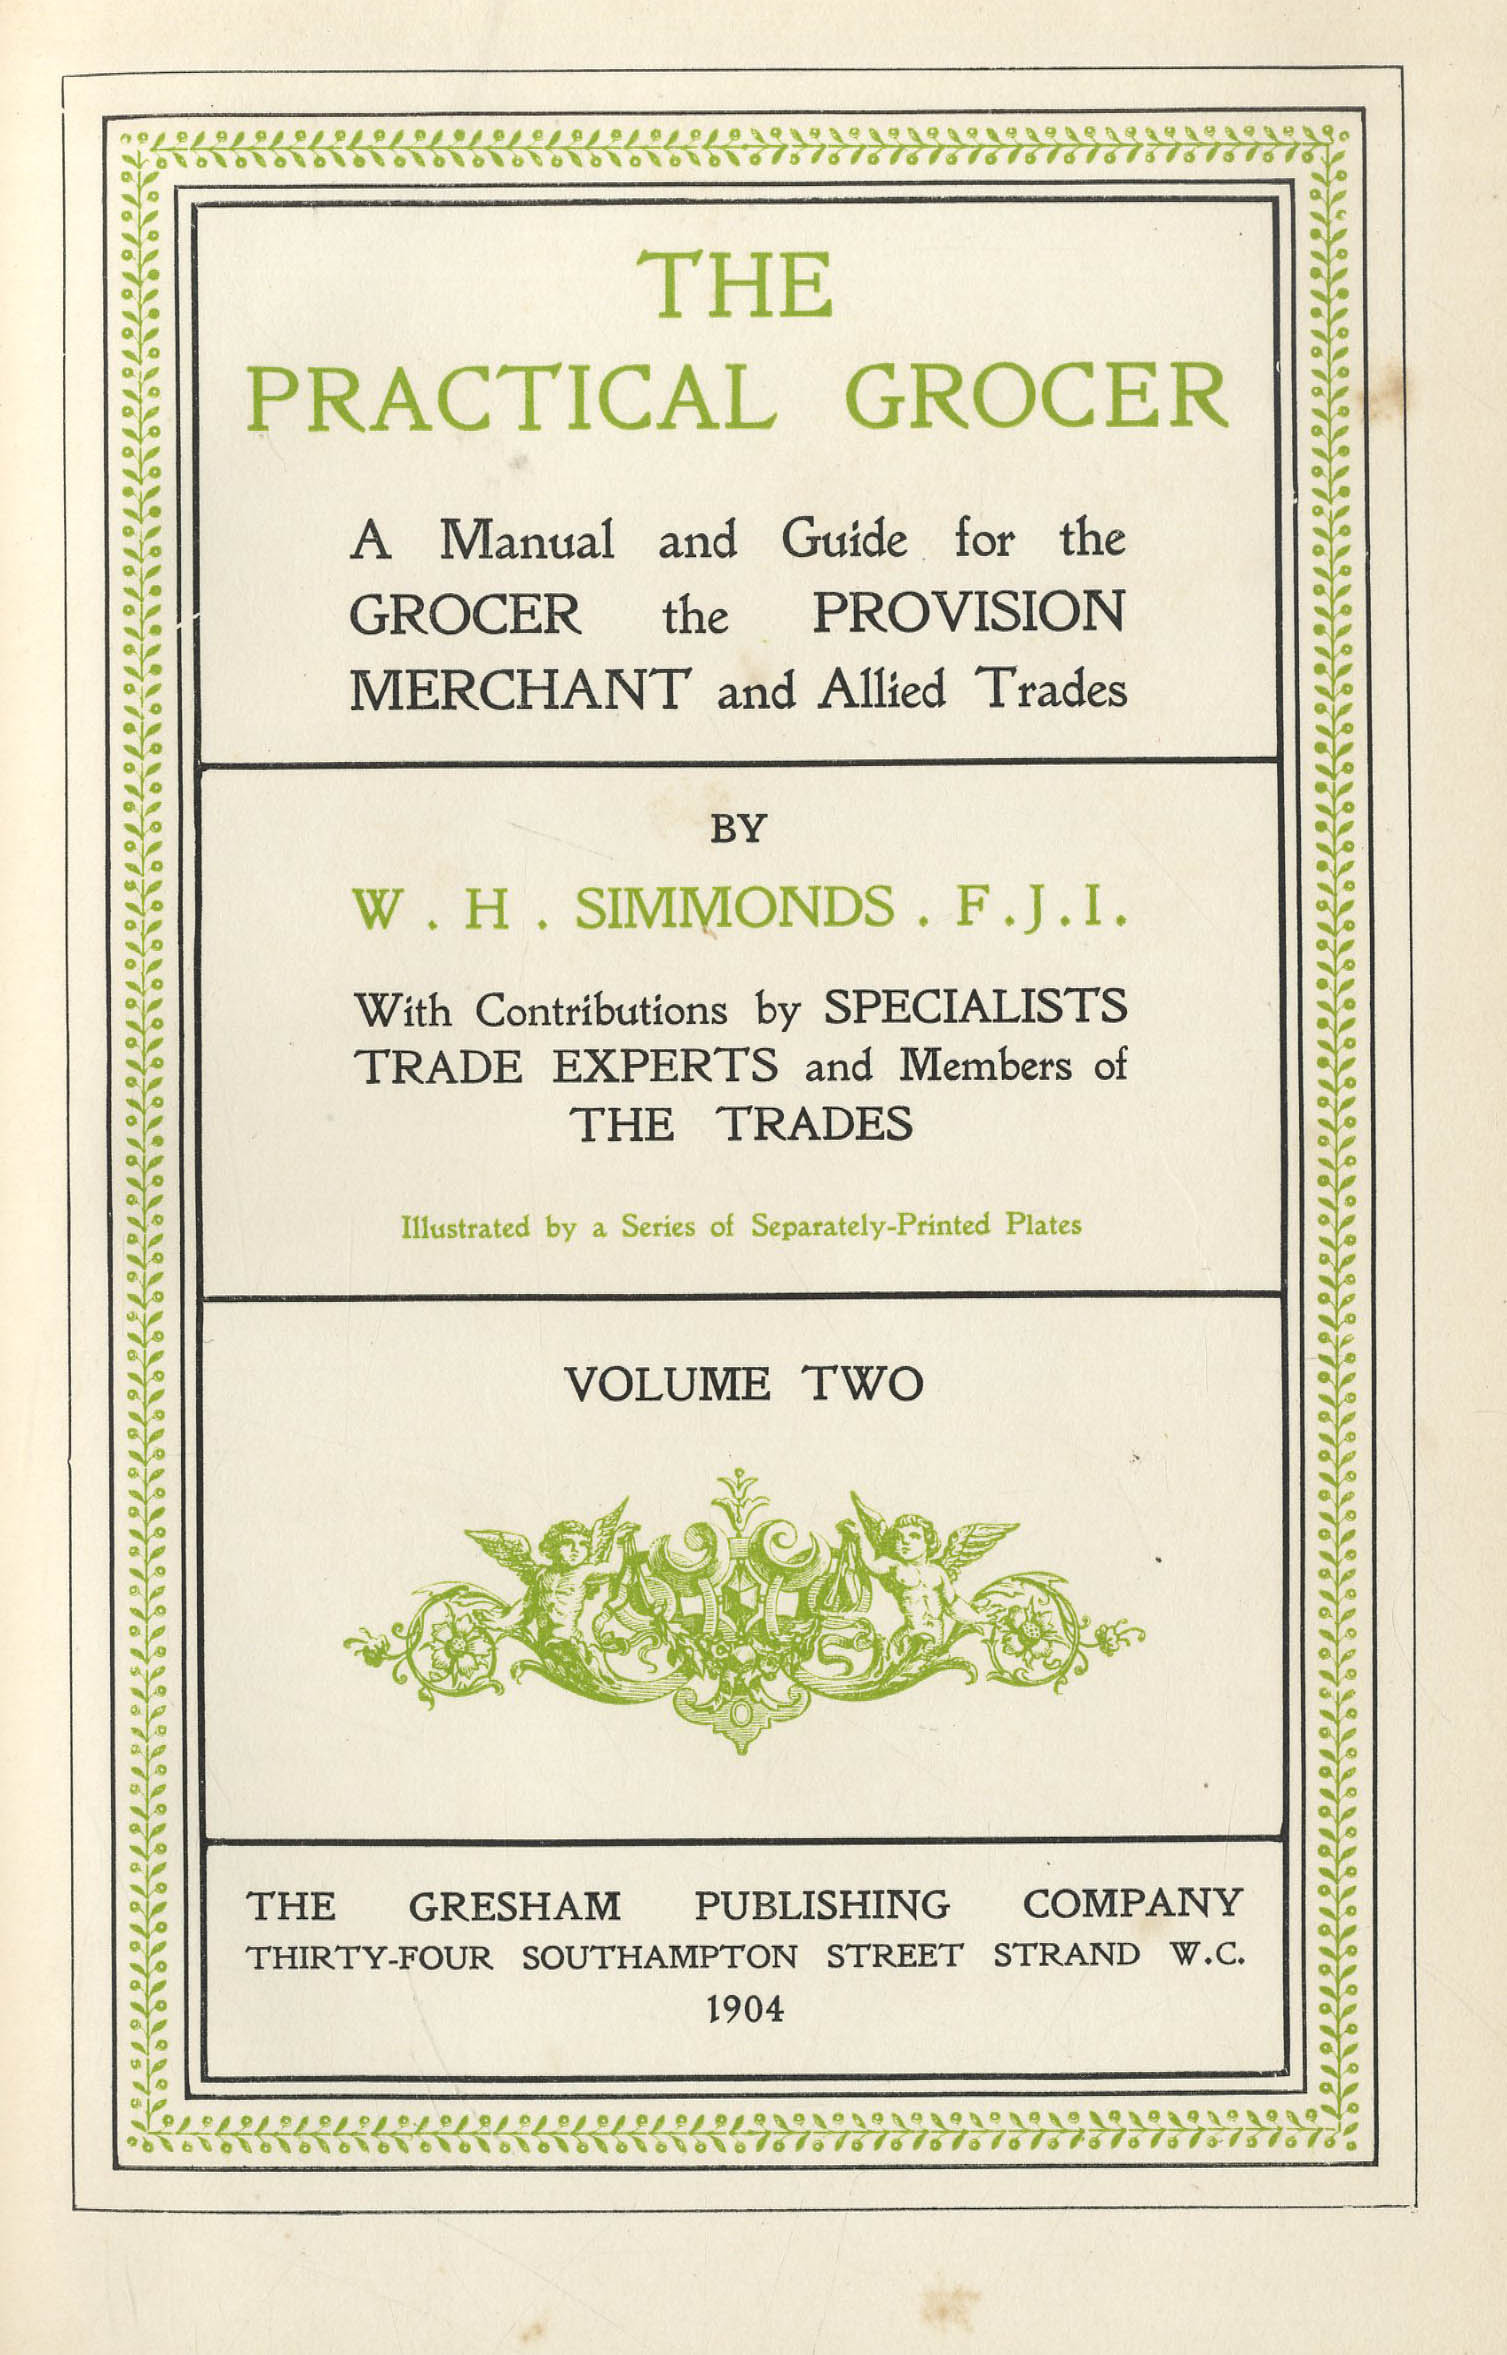 THE
PRACTICAL GROCER
A Manual and Guide for the
GROCER the PROVISION
MERCHANT and Allied Trades
BY
W . H . SIMMONDS . F.J.I.
With Contributions by SPECIALISTS
TRADE EXPERTS and Members of
THE TRADES
Illustrated by a Series of Separately-Printed Plates
VOLUME TWO
THE GRESHAM PUBLISHING COMPANY
THIRTY-FOUR SOUTHAMPTON STREET STRAND W.C.
1904